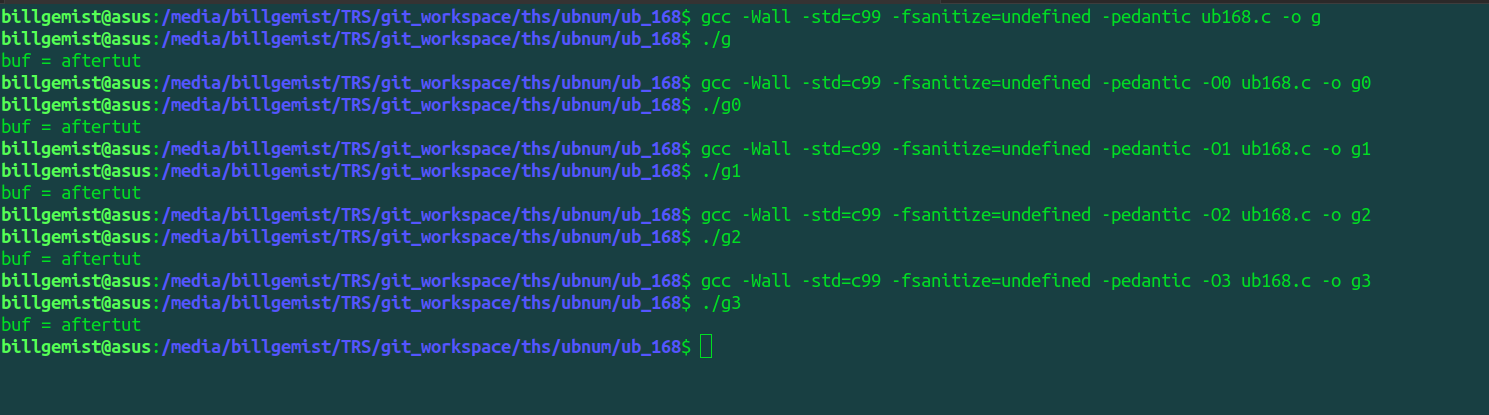 billgemist@asus:/media/billgemist/TRS/git_workspace/ths/ubnum/ub_168$ gcc -Wall -std=c99 -fsanitize=undefined -pedantic ub168.c -o g
billgemist@asus:/media/billgemist/TRS/git_workspace/ths/ubnum/ub_168$ ./g
buf = aftertut
billgemist@asus:/media/billgemist/TRS/git_workspace/ths/ubnum/ub_168$ gcc -Wall -std=c99 -fsanitize=undefined -pedantic -O0 ub168.c -o g0
billgemist@asus:/media/billgemist/TRS/git_workspace/ths/ubnum/ub_168$ ./g0
buf = aftertut
billgemist@asus:/media/billgemist/TRS/git_workspace/ths/ubnum/ub_168$ gcc -Wall -std=c99 -fsanitize=undefined -pedantic -O1 ub168.c -o g1
billgemist@asus:/media/billgemist/TRS/git_workspace/ths/ubnum/ub_168$ ./g1
buf = aftertut
billgemist@asus:/media/billgemist/TRS/git_workspace/ths/ubnum/ub_168$ gcc -Wall -std=c99 -fsanitize=undefined -pedantic -O2 ub168.c -o g2
billgemist@asus:/media/billgemist/TRS/git_workspace/ths/ubnum/ub_168$ ./g2
buf = aftertut
billgemist@asus:/media/billgemist/TRS/git_workspace/ths/ubnum/ub_168$ gcc -Wall -std=c99 -fsanitize=undefined -pedantic -O3 ub168.c -o g3
billgemist@asus:/media/billgemist/TRS/git_workspace/ths/ubnum/ub_168$ ./g3
buf = aftertut
billgemist@asus:/media/billgemist/TRS/git_workspace/ths/ubnum/ub_168$